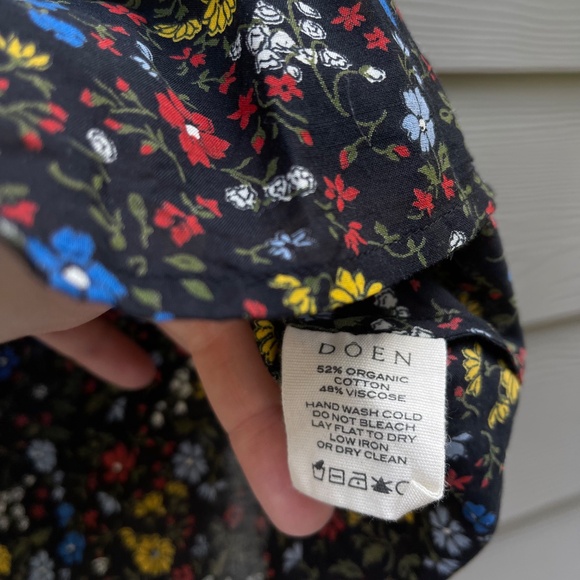 DÔEN
52% ORGANIC
COTTON
48% VISCOSE
HAND WASH COLD
DO NOT BLEACH
LAY FLAT TO DRY
LOW IRON
OR DRY CLEAN